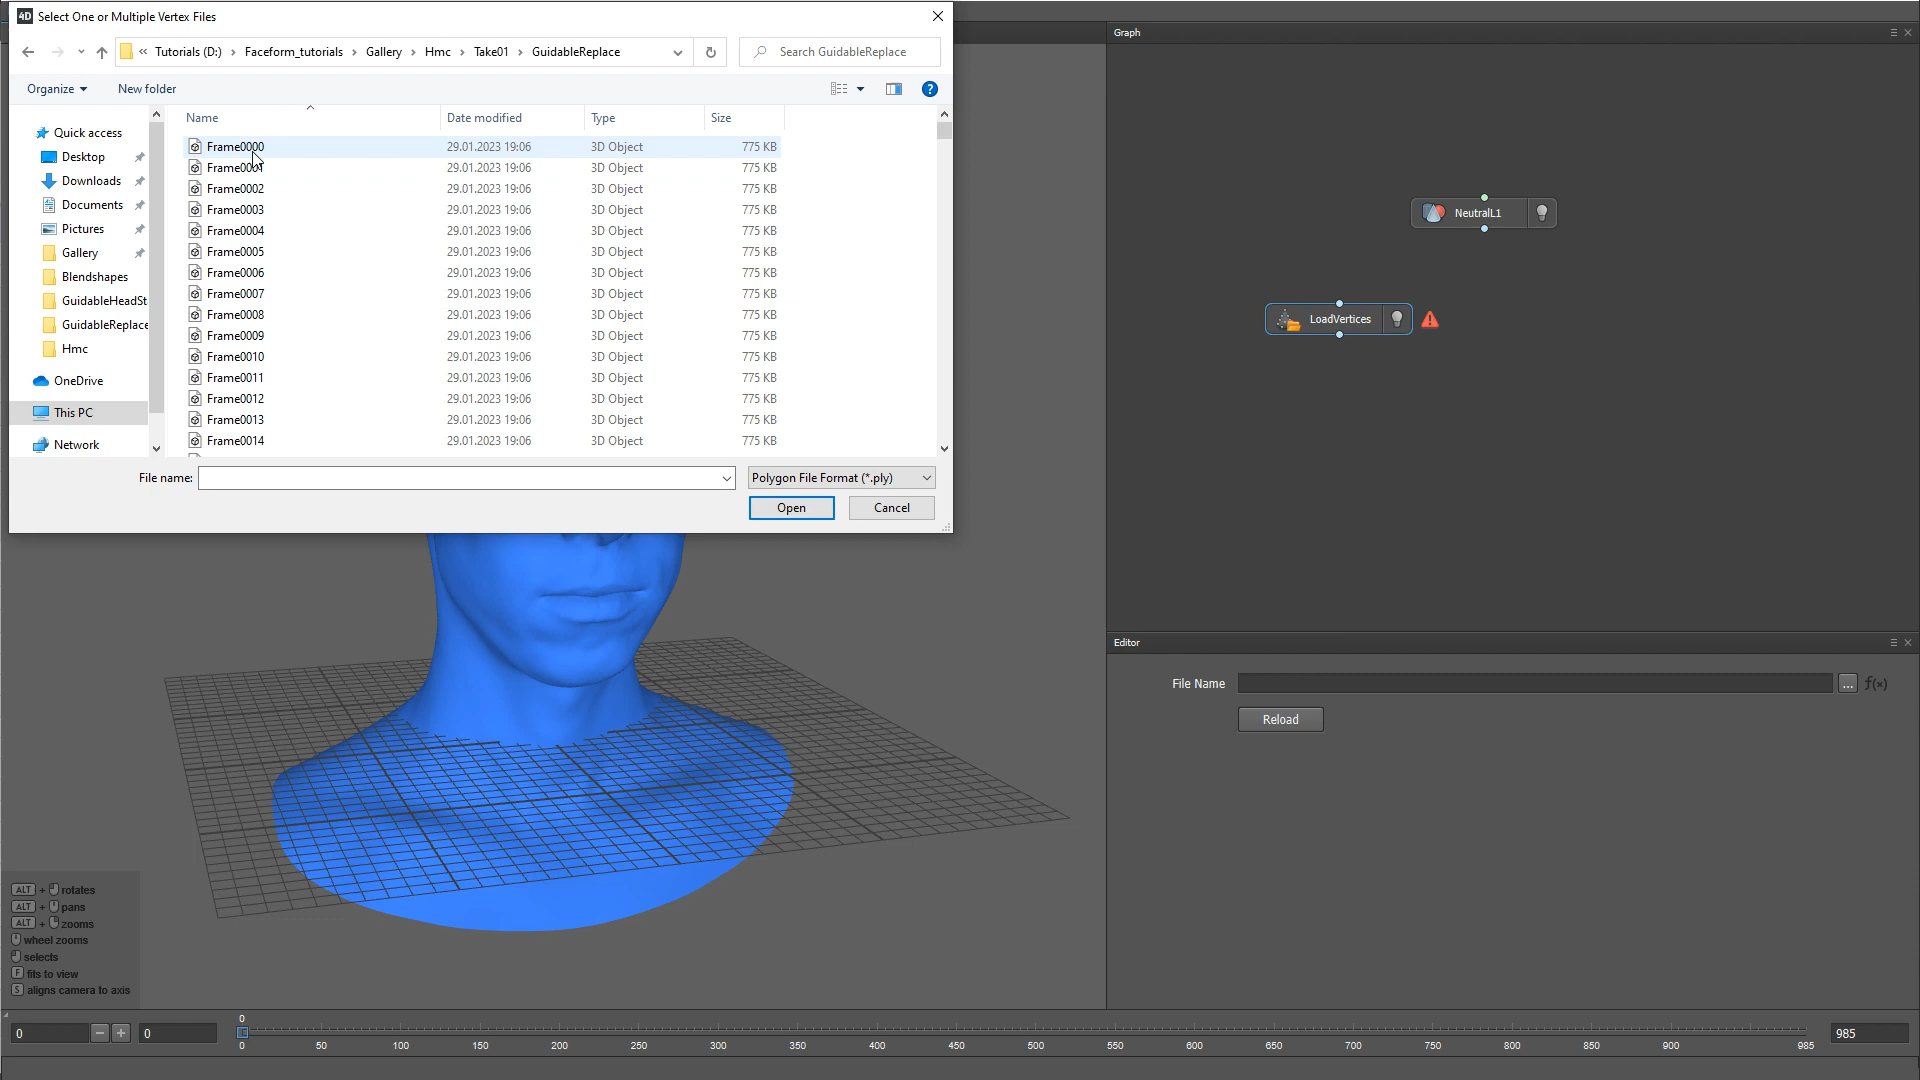 4D Select One or Multiple Vertex Files
« Tutorials (D:) › Faceform_tutorials › Gallery › Hmc › Take01 › GuidableReplace
Search GuidableReplace
Organize
New folder
Quick access
Desktop
Downloads
Documents
Pictures
Gallery
Blendshapes
GuidableHeadSt
GuidableReplace
Hmc
OneDrive
This PC
Network
Name Date modified Type Size
Frame0000 29.01.2023 19:06 3D Object 775 KB
Frame0001 29.01.2023 19:06 3D Object 775 KB
Frame0002 29.01.2023 19:06 3D Object 775 KB
Frame0003 29.01.2023 19:06 3D Object 775 KB
Frame0004 29.01.2023 19:06 3D Object 775 KB
Frame0005 29.01.2023 19:06 3D Object 775 KB
Frame0006 29.01.2023 19:06 3D Object 775 KB
Frame0007 29.01.2023 19:06 3D Object 775 KB
Frame0008 29.01.2023 19:06 3D Object 775 KB
Frame0009 29.01.2023 19:06 3D Object 775 KB
Frame0010 29.01.2023 19:06 3D Object 775 KB
Frame0011 29.01.2023 19:06 3D Object 775 KB
Frame0012 29.01.2023 19:06 3D Object 775 KB
Frame0013 29.01.2023 19:06 3D Object 775 KB
Frame0014 29.01.2023 19:06 3D Object 775 KB
File name:
Polygon File Format (*.ply)
Open
Cancel
Graph
NeutralL1
LoadVertices
Editor
File Name
... f(x)
Reload
ALT + rotates
ALT + pans
ALT + zooms
wheel zooms
selects
F fits to view
S aligns camera to axis
0 − + 0
0
0 50 100 150 200 250 300 350 400 450 500 550 600 650 700 750 800 850 900 985
985